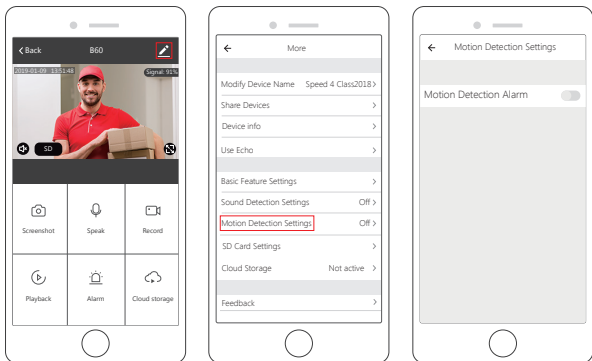 Back
B60
2019-01-09 13:51:48
Signal: 91%
SD
Screenshot
Speak
Record
Playback
Alarm
Cloud storage
More
Modify Device Name Speed 4 Class2018
Share Devices
Device info
Use Echo
Basic Feature Settings
Sound Detection Settings Off
Motion Detection Settings Off
SD Card Settings
Cloud Storage Not active
Feedback
Motion Detection Settings
Motion Detection Alarm